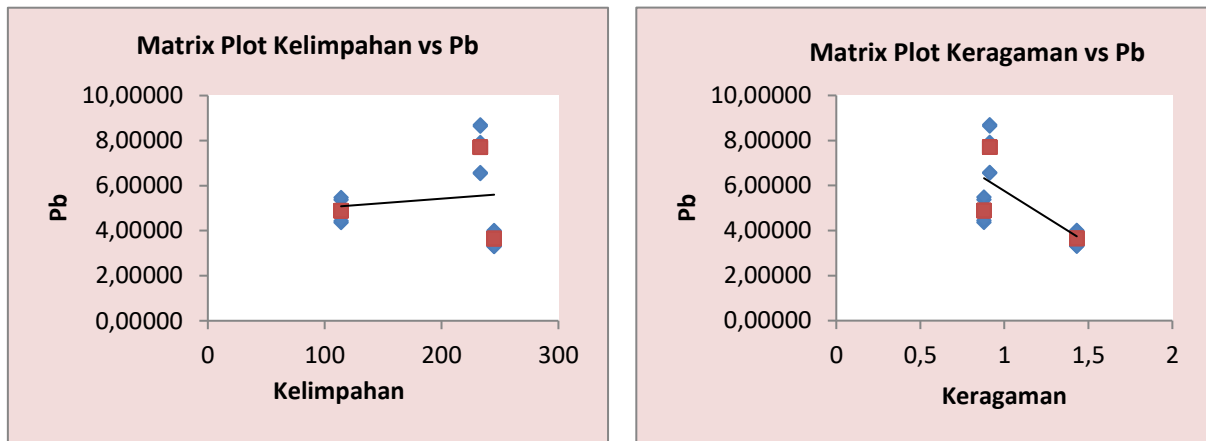 Matrix Plot Kelimpahan vs Pb
10,00000
8,00000
6,00000
4,00000
2,00000
0,00000
Pb
0 100 200 300
Kelimpahan
Matrix Plot Keragaman vs Pb
10,00000
8,00000
6,00000
4,00000
2,00000
0,00000
Pb
0 0,5 1 1,5 2
Keragaman